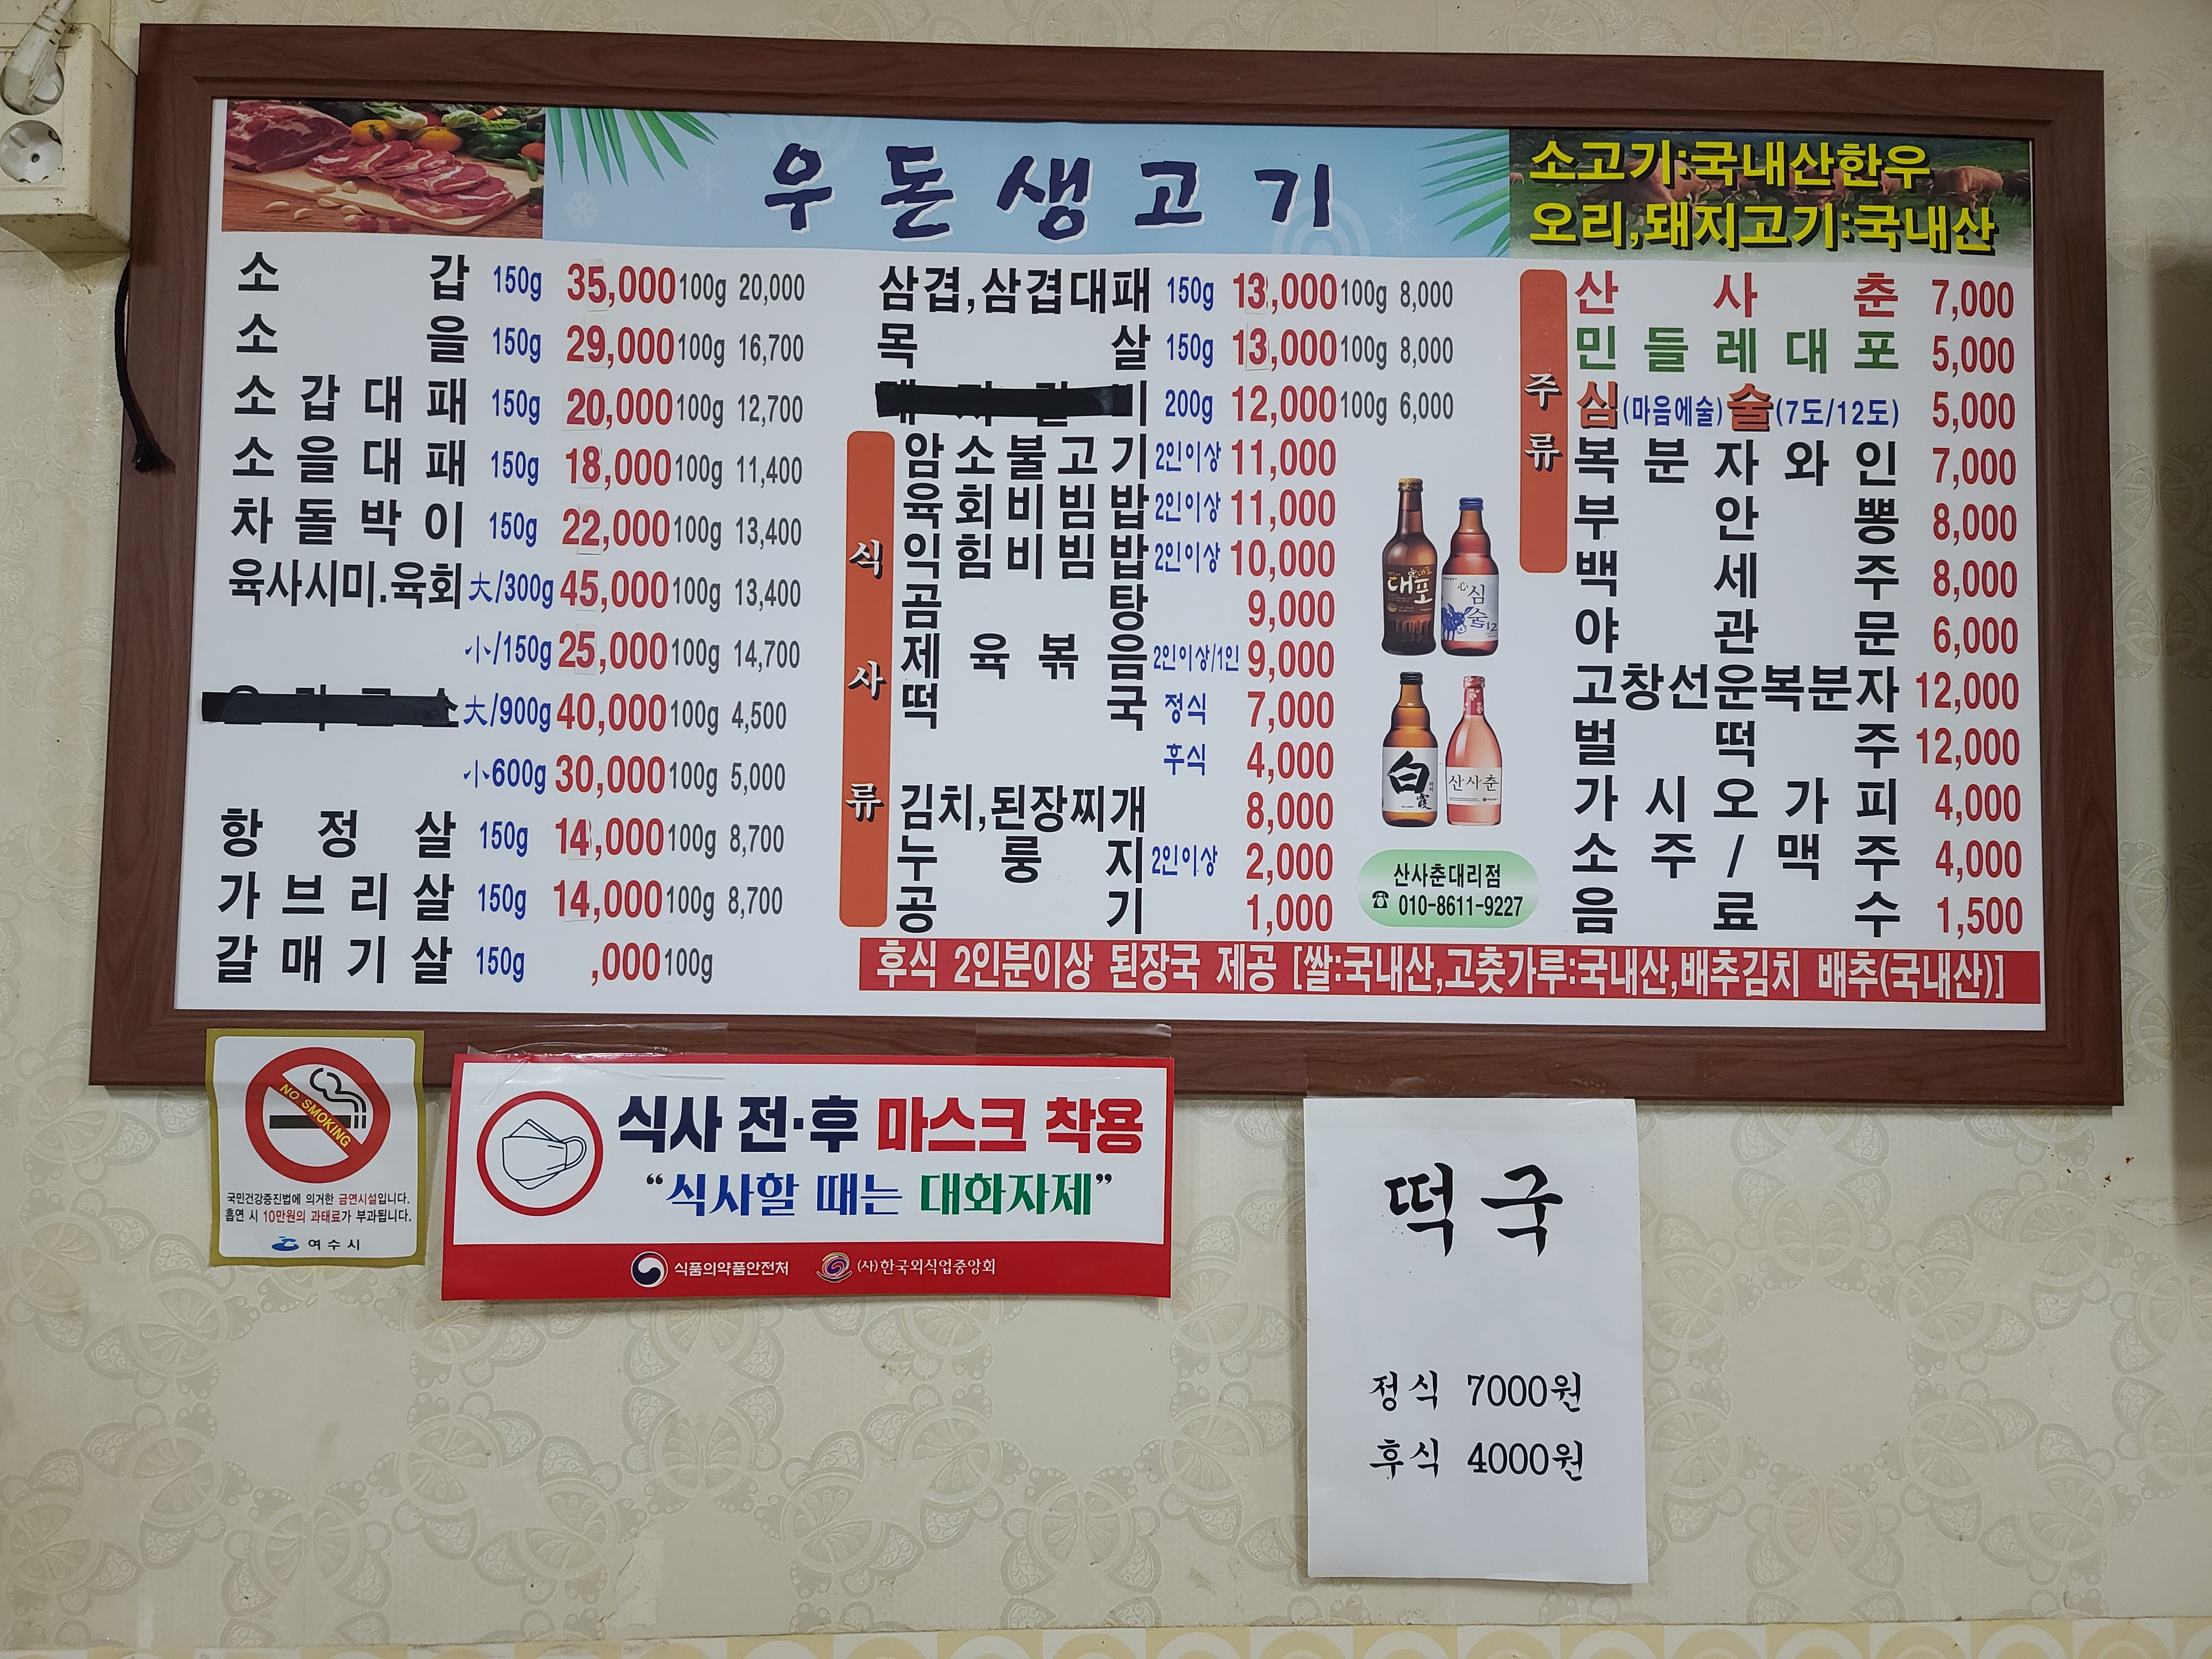 우돈생고기
소고기:국내산한우
오리,돼지고기:국내산
소갑 150g 35,000 100g 20,000
소을 150g 29,000 100g 16,700
소갑대패 150g 20,000 100g 12,700
소을대패 150g 18,000 100g 11,400
차돌박이 150g 22,000 100g 13,400
육사시미.육회 大/300g 45,000 100g 13,400
小/150g 25,000 100g 14,700
大/900g 40,000 100g 4,500
小600g 30,000 100g 5,000
항정살 150g 14,000 100g 8,700
가브리살 150g 14,000 100g 8,700
갈매기살 150g ,000 100g
삼겹,삼겹대패 150g 13,000 100g 8,000
목살 150g 13,000 100g 8,000
200g 12,000 100g 6,000
식사류
암소불고기 2인이상 11,000
육회비빔밥 2인이상 11,000
익힘비빔밥 2인이상 10,000
곰탕 9,000
제육볶음 2인이상/1인 9,000
떡국 정식 7,000
후식 4,000
김치,된장찌개 8,000
누룽지 2인이상 2,000
공기 1,000
대포
심술
12
白
산사춘
산사춘대리점
☎ 010-8611-9227
주류
산사춘 7,000
민들레대포 5,000
심(마음에술)술(7도/12도) 5,000
복분자와인 7,000
부안뽕 8,000
백세주 8,000
야관문 6,000
고창선운복분자 12,000
벌떡주 12,000
가시오가피 4,000
소주/맥주 4,000
음료수 1,500
후식 2인분이상 된장국 제공 [쌀:국내산,고춧가루:국내산,배추김치 배추(국내산)]
NO SMOKING
국민건강증진법에 의거한 금연시설입니다.
흡연 시 10만원의 과태료가 부과됩니다.
여수시
식사 전·후 마스크 착용
“식사할 때는 대화자제”
식품의약품안전처 (사)한국외식업중앙회
떡국
정식 7000원
후식 4000원